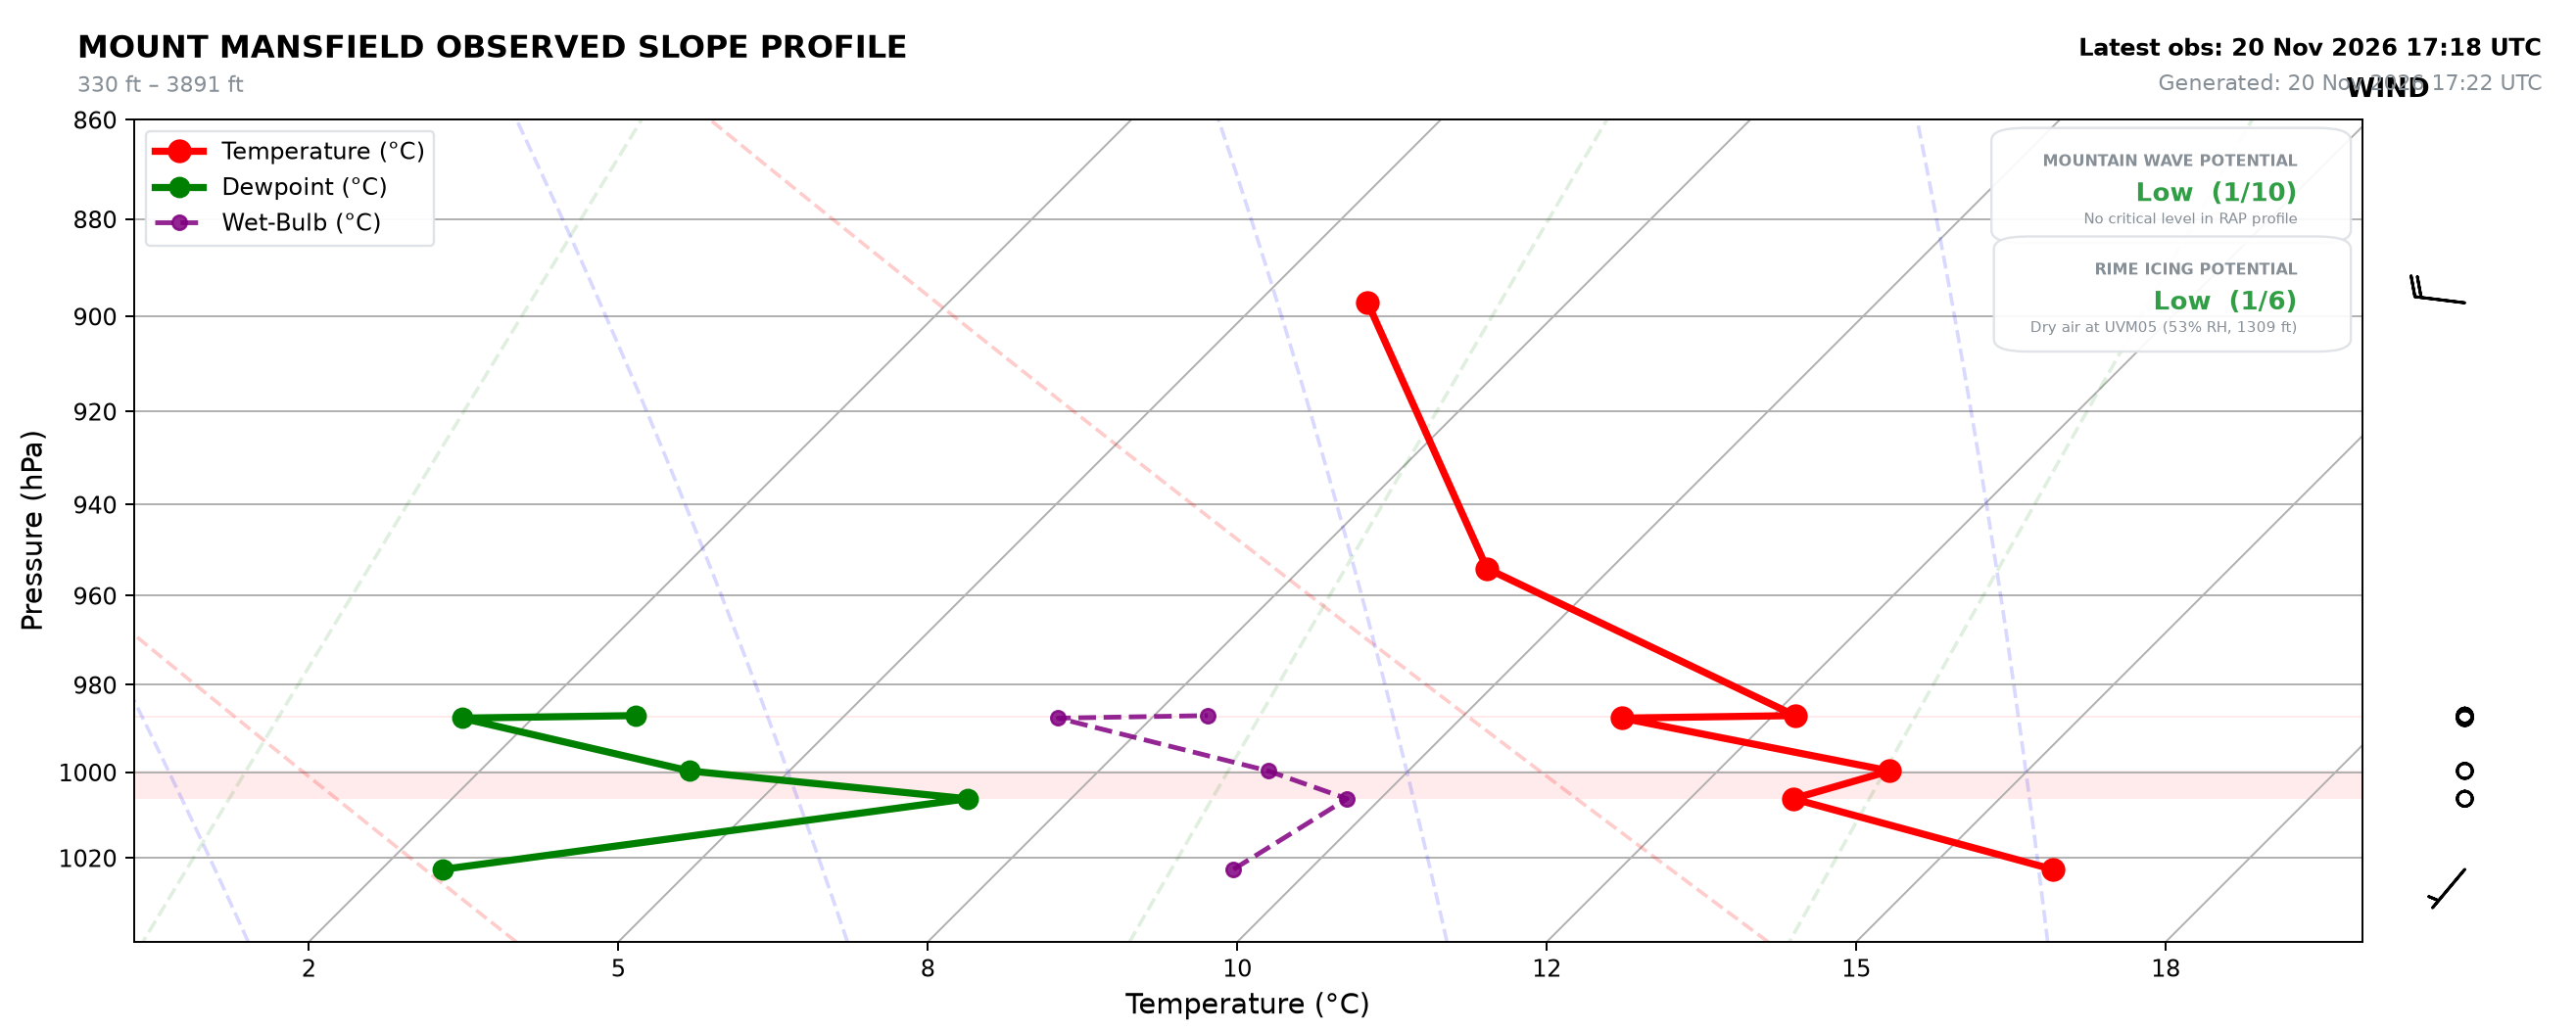 MOUNT MANSFIELD OBSERVED SLOPE PROFILE
330 ft – 3891 ft
Latest obs: 20 Nov 2026 17:18 UTC
Generated: 20 Nov 2026 17:22 UTC
WIND
Temperature (°C)
Dewpoint (°C)
Wet-Bulb (°C)
MOUNTAIN WAVE POTENTIAL
Low (1/10)
No critical level in RAP profile
RIME ICING POTENTIAL
Low (1/6)
Dry air at UVM05 (53% RH, 1309 ft)
Pressure (hPa)
860
880
900
920
940
960
980
1000
1020
2 5 8 10 12 15 18
Temperature (°C)